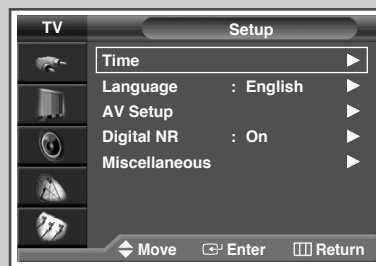 TV Setup
Time
Language : English
AV Setup
Digital NR : On
Miscellaneous
Move Enter Return